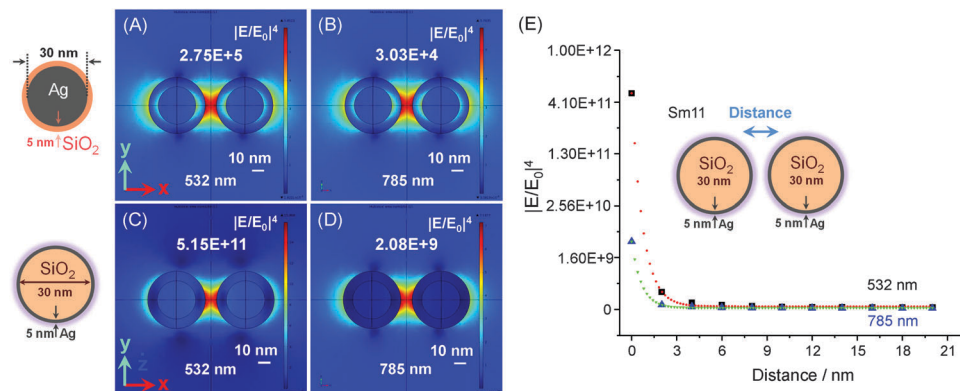 30 nm
Ag
5 nm SiO2
SiO2
30 nm
5 nm Ag
(A)
|E/E0|^4
2.75E+5
y
x
10 nm
532 nm
(B)
|E/E0|^4
3.03E+4
10 nm
785 nm
(C)
|E/E0|^4
5.15E+11
y
z
x
10 nm
532 nm
(D)
|E/E0|^4
2.08E+9
10 nm
785 nm
(E)
|E/E0|^4
1.00E+12
4.10E+11
1.30E+11
2.56E+10
1.60E+9
0
Sm11
Distance
SiO2
30 nm
5 nm Ag
SiO2
30 nm
5 nm Ag
532 nm
785 nm
0 3 6 9 12 15 18 21
Distance / nm